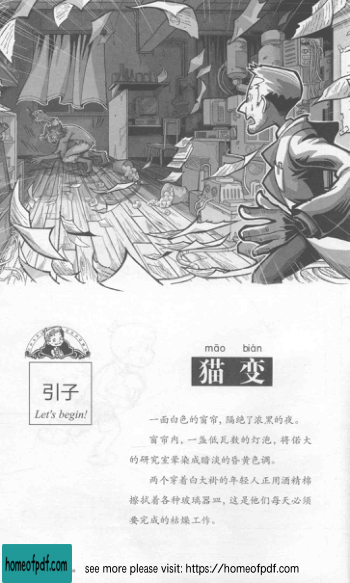 māo biàn
猫 变
引子
Let's begin!
一面白色的窗帘，隔绝了浓黑的夜。
窗帘内，一盏低瓦数的灯泡，将偌大
的研究室晕染成暗淡的昏黄色调。
两个穿着白大褂的年轻人正用酒精棉
擦拭着各种玻璃器皿，这是他们每天必须
要完成的枯燥工作。
homeofpdf.com
see more please visit: https://homeofpdf.com